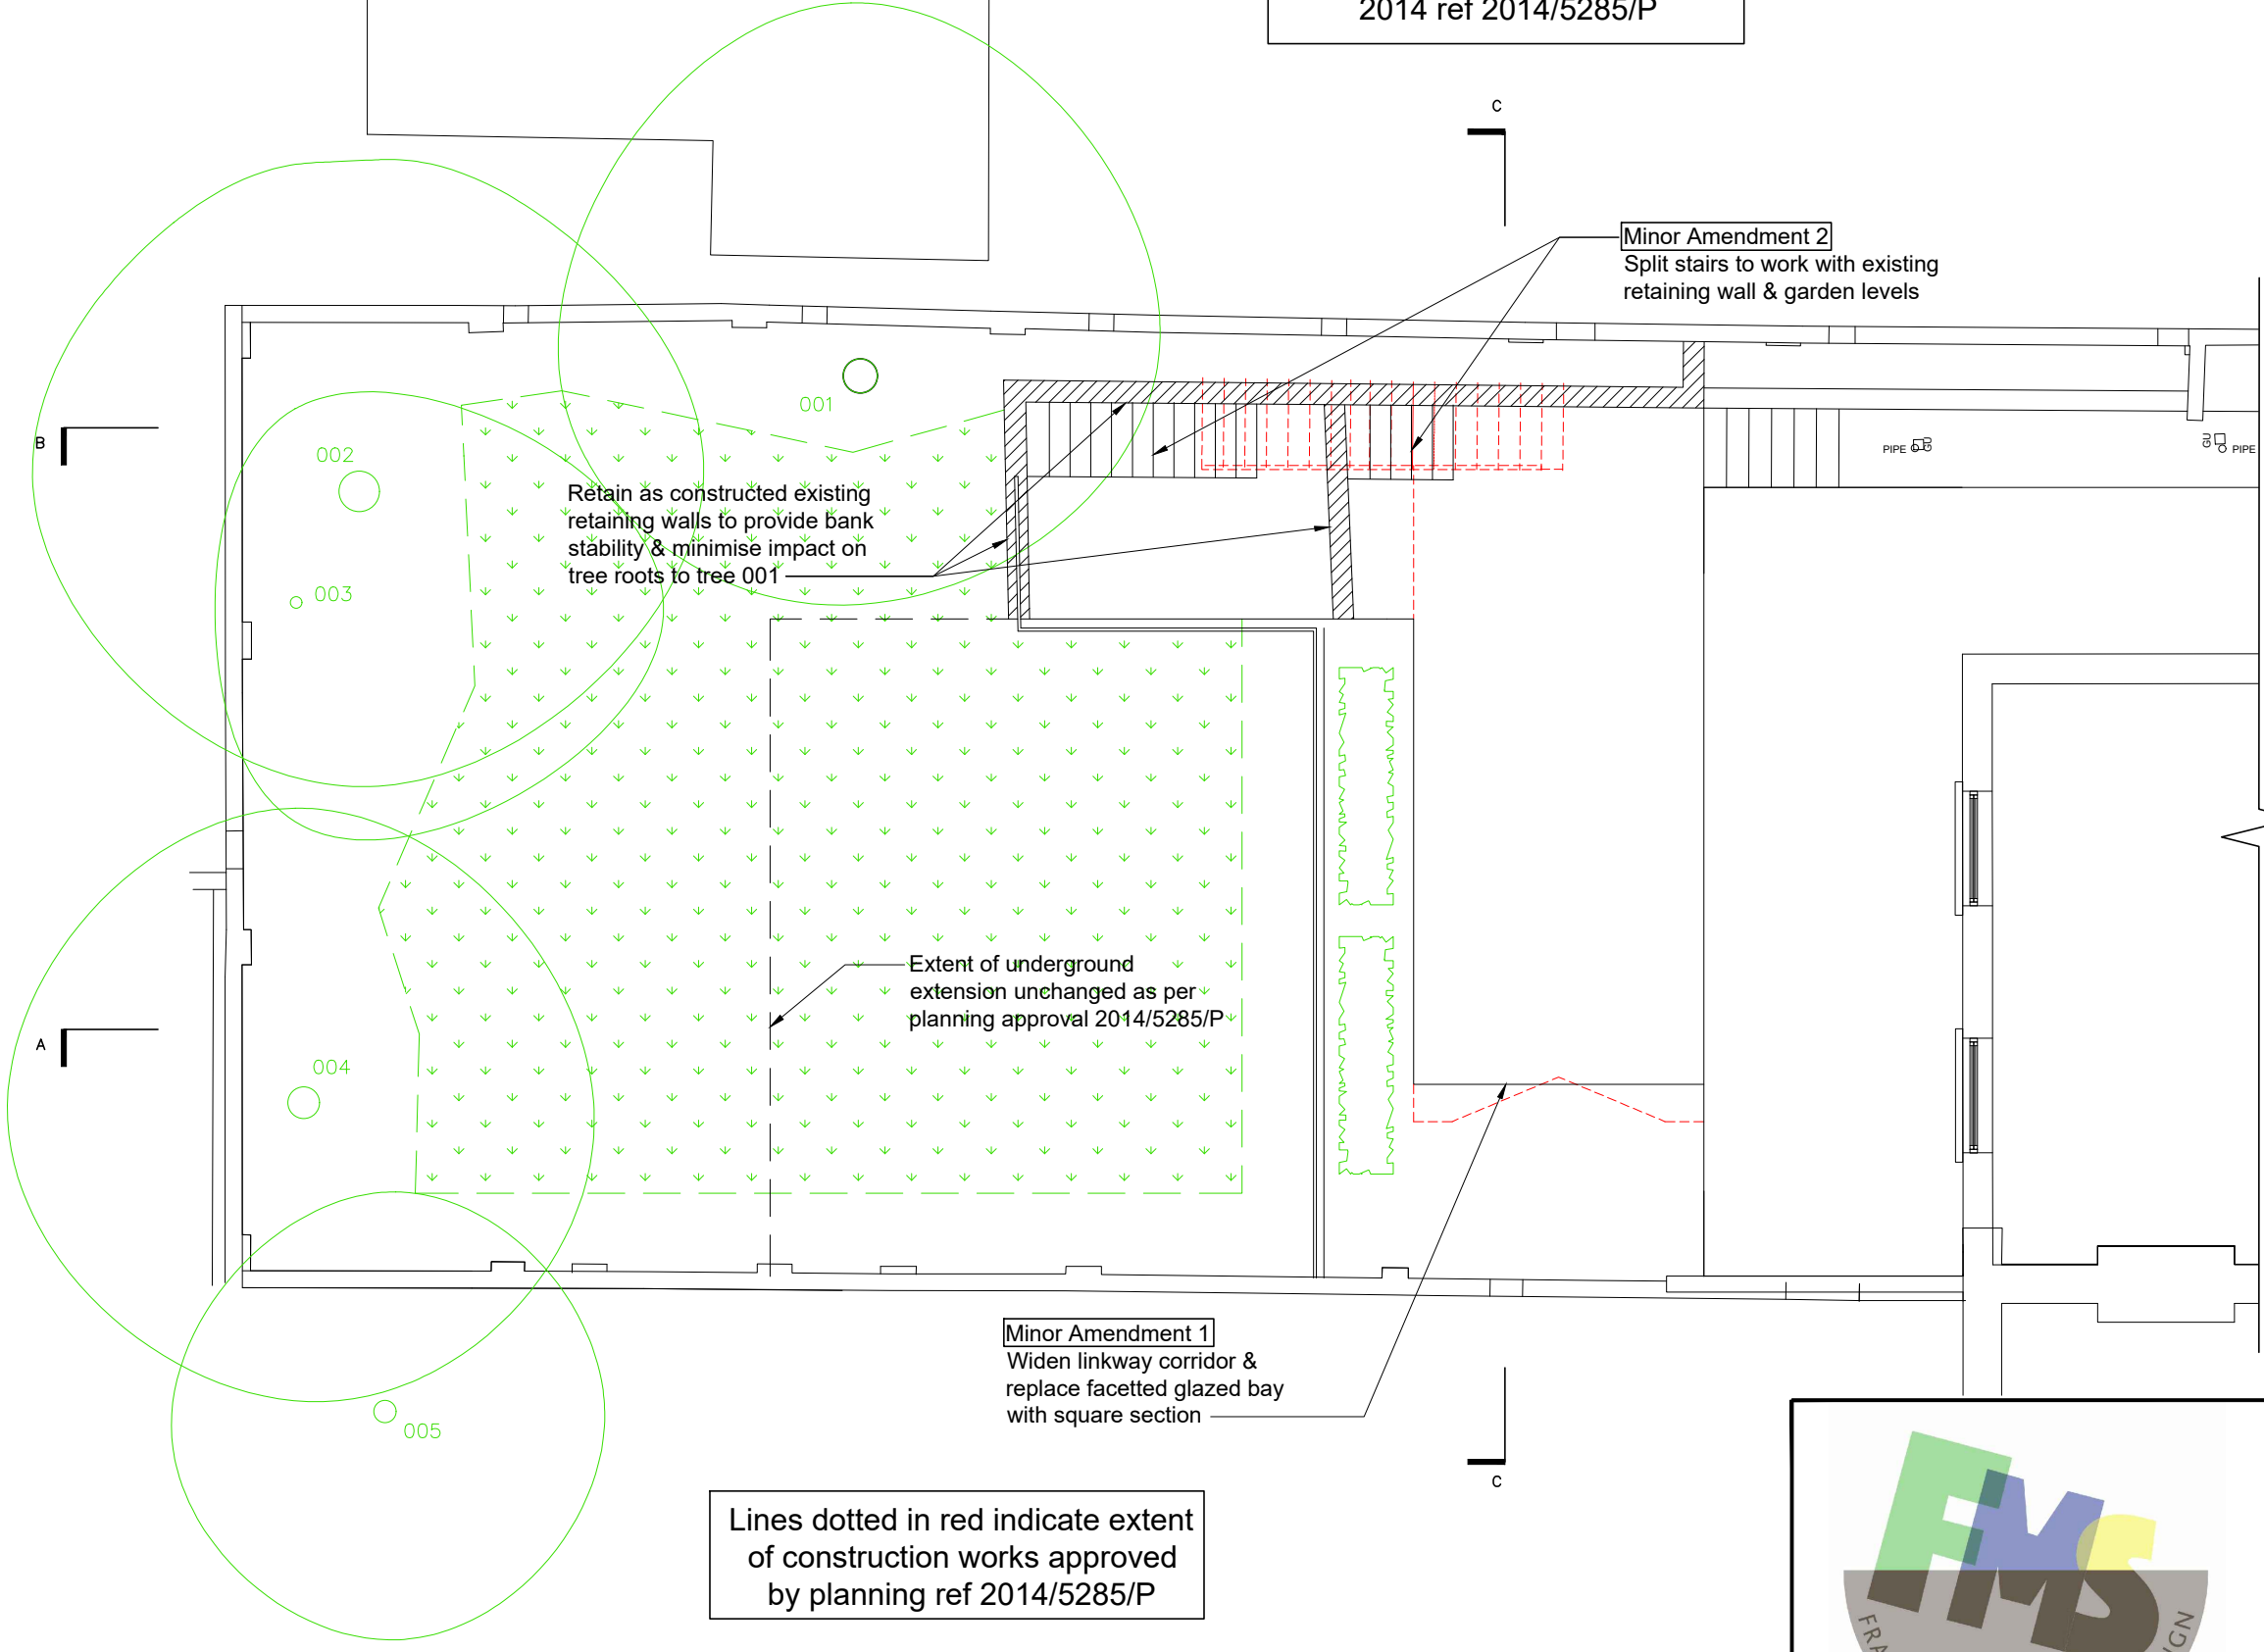 2014 ref 2014/5285/P
C
Minor Amendment 2
Split stairs to work with existing
retaining wall & garden levels
001
B
002
PIPE
GU
GU
PIPE
Retain as constructed existing
retaining walls to provide bank
stability & minimise impact on
tree roots to tree 001
003
Extent of underground
extension unchanged as per
planning approval 2014/5285/P
A
004
Minor Amendment 1
Widen linkway corridor &
replace facetted glazed bay
with square section
005
C
Lines dotted in red indicate extent
of construction works approved
by planning ref 2014/5285/P
FMS